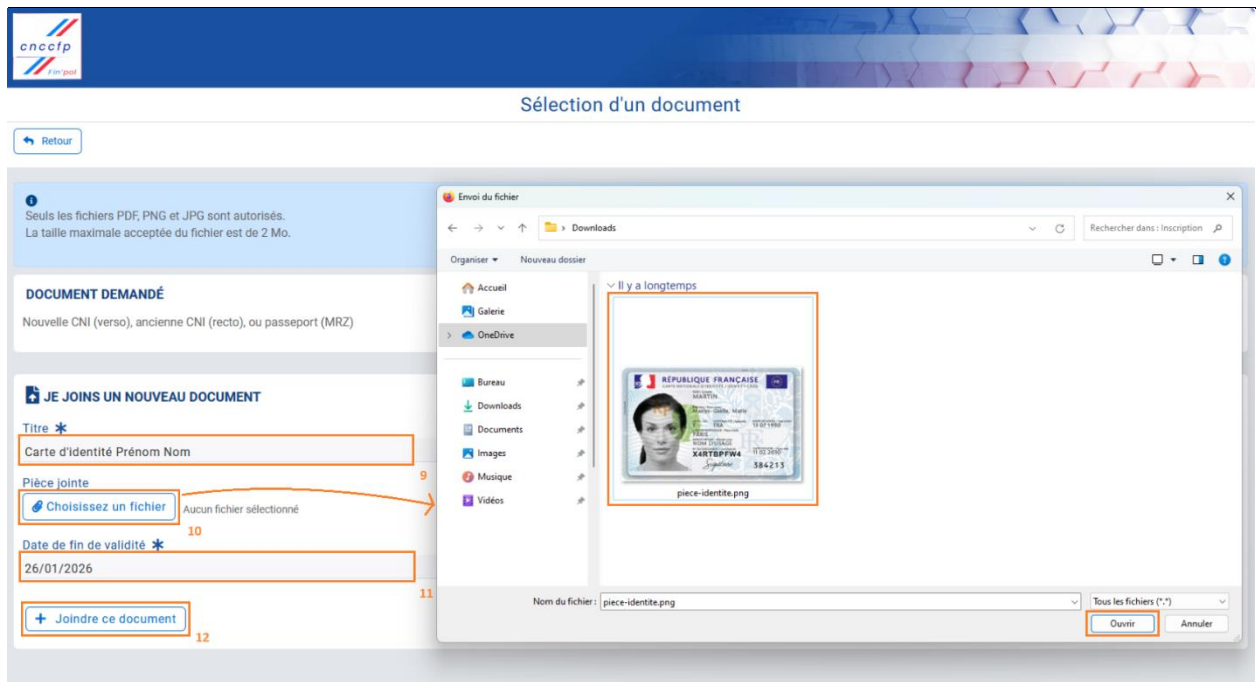 cnccfp
Fin'pol
Sélection d'un document
Retour
Seuls les fichiers PDF, PNG et JPG sont autorisés.
La taille maximale acceptée du fichier est de 2 Mo.
DOCUMENT DEMANDÉ
Nouvelle CNI (verso), ancienne CNI (recto), ou passeport (MRZ)
JE JOINS UN NOUVEAU DOCUMENT
Titre *
Carte d'identité Prénom Nom
9
Pièce jointe
Choisissez un fichier
Aucun fichier sélectionné
10
Date de fin de validité *
26/01/2026
11
+ Joindre ce document
12
Envoi du fichier
Downloads
Rechercher dans : Inscription
Organiser
Nouveau dossier
Accueil
Galerie
OneDrive
Bureau
Downloads
Documents
Images
Musique
Vidéos
Il y a longtemps
RÉPUBLIQUE FRANÇAISE
MARTIN
PARIS
X4RTBPFW4
384213
piece-identite.png
Nom du fichier : piece-identite.png
Tous les fichiers (*.*)
Ouvrir
Annuler